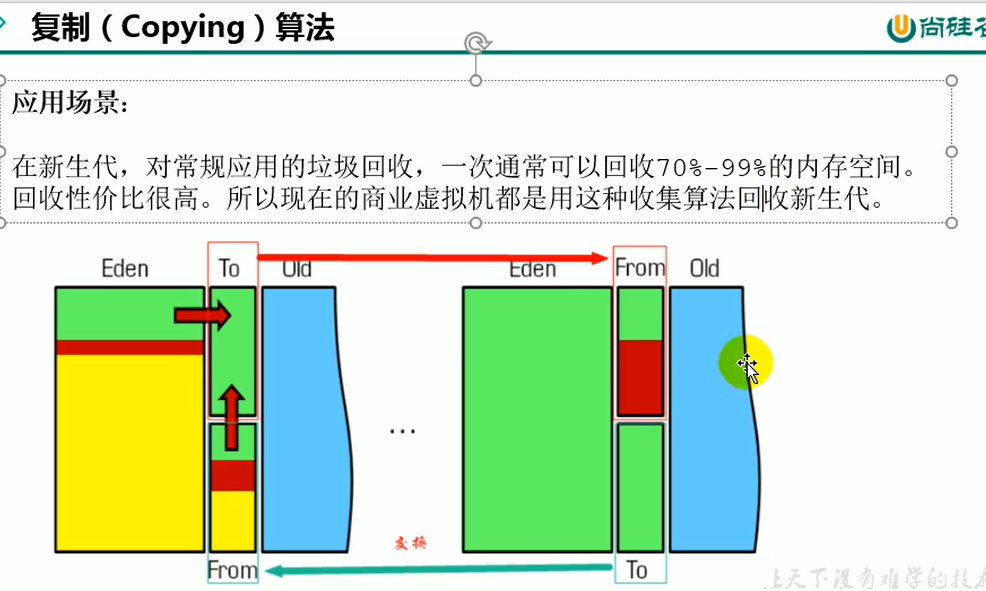 复制（Copying）算法
尚硅
应用场景：
在新生代，对常规应用的垃圾回收，一次通常可以回收70%-99%的内存空间。
回收性价比很高。所以现在的商业虚拟机都是用这种收集算法回收新生代。
Eden To Old Eden From Old
...
交换
From To
上天下没有难学的技术